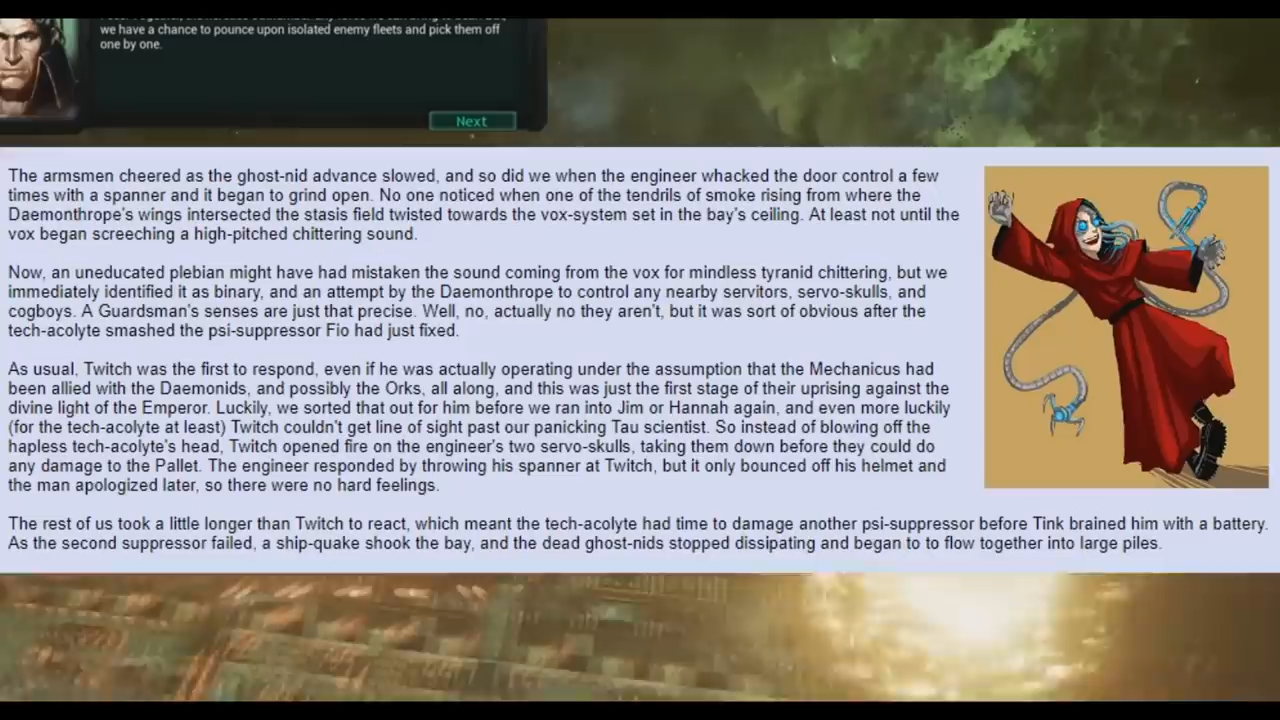 we have a chance to pounce upon isolated enemy fleets and pick them off
one by one.
Next
The armsmen cheered as the ghost-nid advance slowed, and so did we when the engineer whacked the door control a few
times with a spanner and it began to grind open. No one noticed when one of the tendrils of smoke rising from where the
Daemonthrope's wings intersected the stasis field twisted towards the vox-system set in the bay's ceiling. At least not until the
vox began screeching a high-pitched chittering sound.
Now, an uneducated plebian might have had mistaken the sound coming from the vox for mindless tyranid chittering, but we
immediately identified it as binary, and an attempt by the Daemonthrope to control any nearby servitors, servo-skulls, and
cogboys. A Guardsman's senses are just that precise. Well, no, actually no they aren't, but it was sort of obvious after the
tech-acolyte smashed the psi-suppressor Fio had just fixed.
As usual, Twitch was the first to respond, even if he was actually operating under the assumption that the Mechanicus had
been allied with the Daemonids, and possibly the Orks, all along, and this was just the first stage of their uprising against the
divine light of the Emperor. Luckily, we sorted that out for him before we ran into Jim or Hannah again, and even more luckily
(for the tech-acolyte at least) Twitch couldn't get line of sight past our panicking Tau scientist. So instead of blowing off the
hapless tech-acolyte's head, Twitch opened fire on the engineer's two servo-skulls, taking them down before they could do
any damage to the Pallet. The engineer responded by throwing his spanner at Twitch, but it only bounced off his helmet and
the man apologized later, so there were no hard feelings.
The rest of us took a little longer than Twitch to react, which meant the tech-acolyte had time to damage another psi-suppressor before Tink brained him with a battery.
As the second suppressor failed, a ship-quake shook the bay, and the dead ghost-nids stopped dissipating and began to to flow together into large piles.